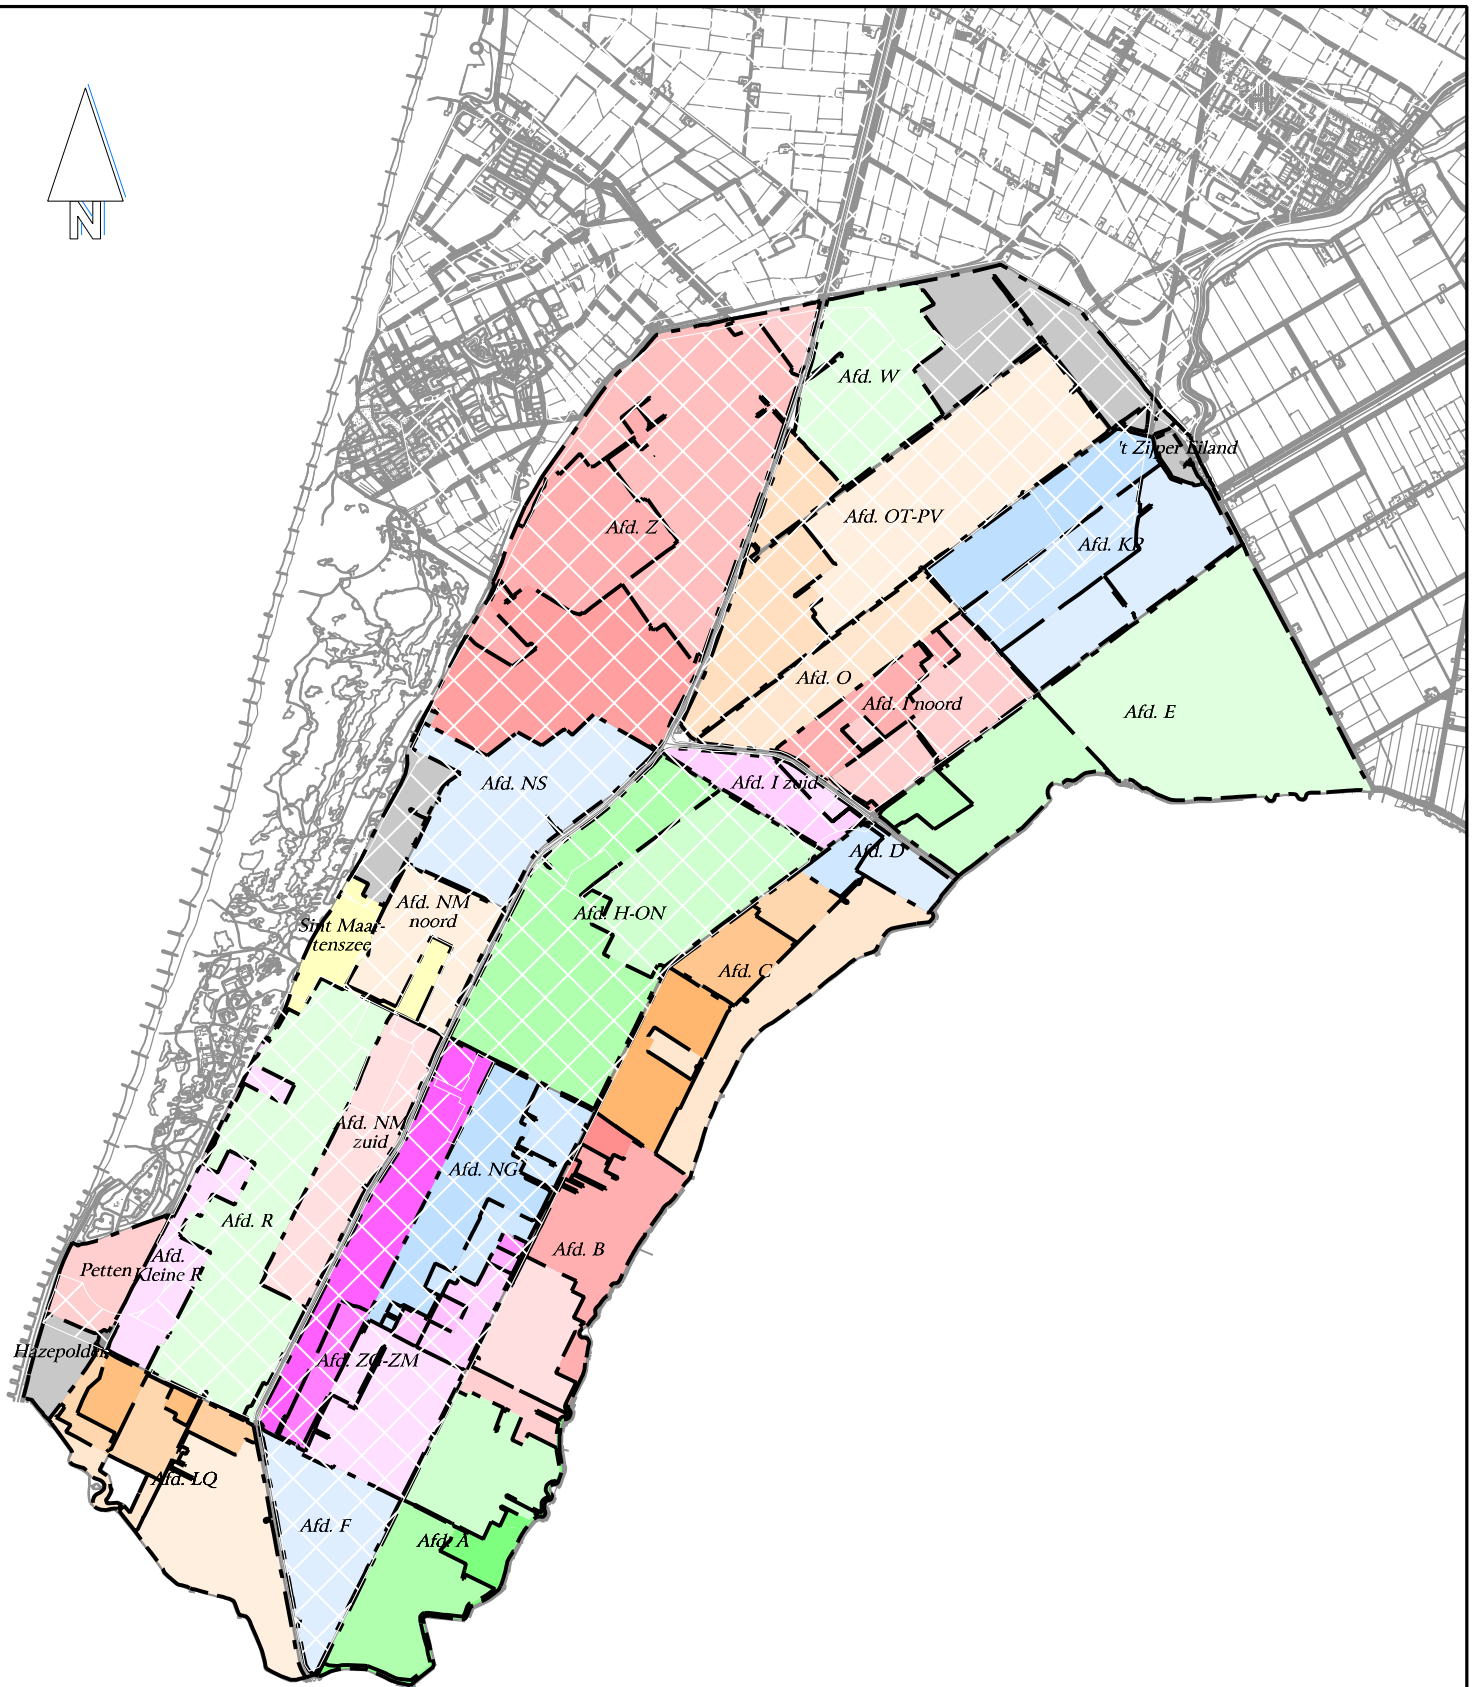 N
Afd. W
't Zijper Eiland
Afd. OT-PV
Afd. Z
Afd. KP
Afd. O
Afd. I noord
Afd. E
Afd. NS
Afd. I zuid
Afd. D
Afd. NM
noord
Afd. H-ON
Sint Maar-
tenszee
Afd. C
Afd. NM
zuid
Afd. NG
Afd. R
Afd. B
Afd.
Kleine R
Petten
Hazepolder
Afd. ZG-ZM
Afd. LQ
Afd. F
Afd. A